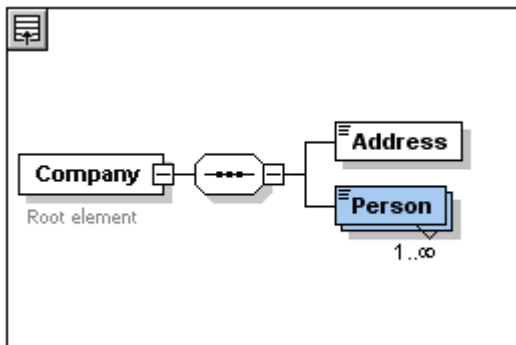 Company
Root element
Address
Person
1..∞